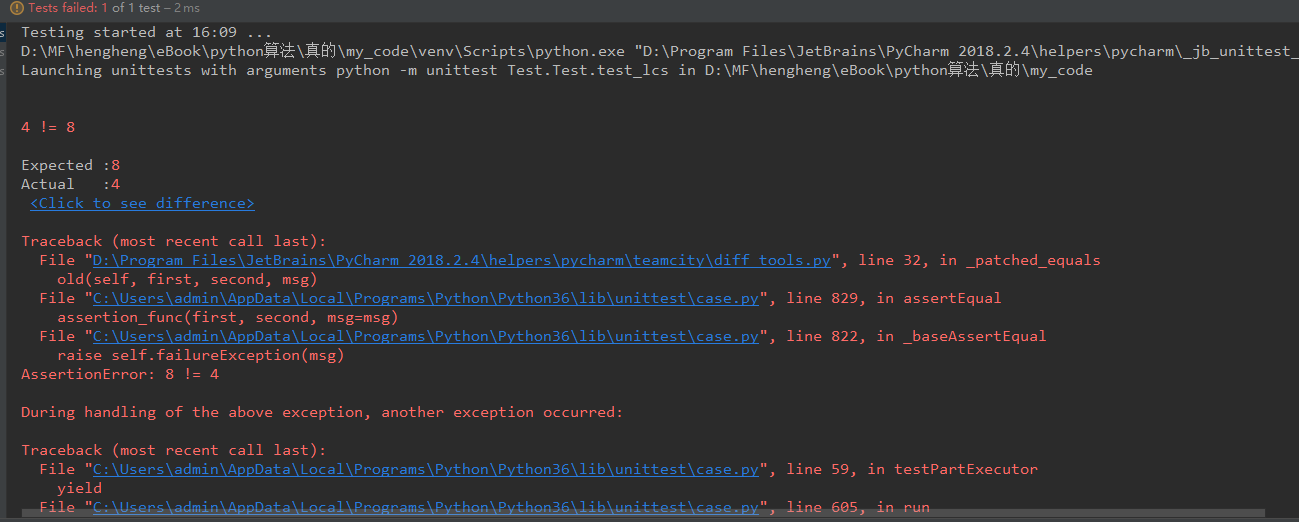 Tests failed: 1 of 1 test – 2 ms
Testing started at 16:09 ...
D:\MF\hengheng\eBook\python算法\真的\my_code\venv\Scripts\python.exe "D:\Program Files\JetBrains\PyCharm 2018.2.4\helpers\pycharm\_jb_unittest_
Launching unittests with arguments python -m unittest Test.Test.test_lcs in D:\MF\hengheng\eBook\python算法\真的\my_code
4 != 8
Expected :8
Actual   :4
<Click to see difference>
Traceback (most recent call last):
  File "D:\Program Files\JetBrains\PyCharm 2018.2.4\helpers\pycharm\teamcity\diff_tools.py", line 32, in _patched_equals
    old(self, first, second, msg)
  File "C:\Users\admin\AppData\Local\Programs\Python\Python36\lib\unittest\case.py", line 829, in assertEqual
    assertion_func(first, second, msg=msg)
  File "C:\Users\admin\AppData\Local\Programs\Python\Python36\lib\unittest\case.py", line 822, in _baseAssertEqual
    raise self.failureException(msg)
AssertionError: 8 != 4
During handling of the above exception, another exception occurred:
Traceback (most recent call last):
  File "C:\Users\admin\AppData\Local\Programs\Python\Python36\lib\unittest\case.py", line 59, in testPartExecutor
    yield
  File "C:\Users\admin\AppData\Local\Programs\Python\Python36\lib\unittest\case.py", line 605, in run